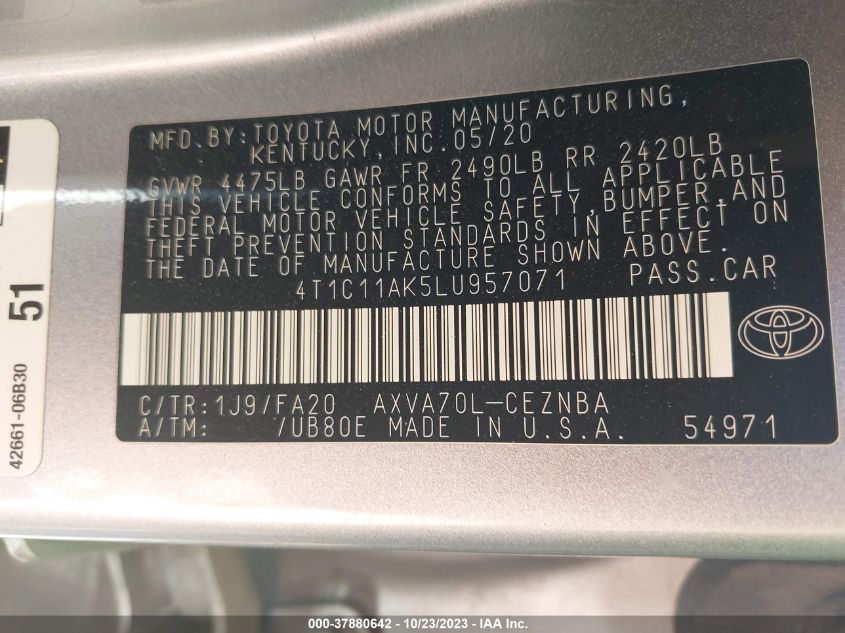 MFD.BY:TOYOTA MOTOR MANUFACTURING,
KENTUCKY,INC.05/20
GVWR 4475LB GAWR FR 2490LB RR 2420LB
THIS VEHICLE CONFORMS TO ALL APPLICABLE
FEDERAL MOTOR VEHICLE SAFETY,BUMPER,AND
THEFT PREVENTION STANDARDS IN EFFECT ON
THE DATE OF MANUFACTURE SHOWN ABOVE.
4T1C11AK5LU957071 PASS.CAR
C/TR:1J9/FA20 AXVA70L-CEZNBA
A/TM: /UB80E MADE IN U.S.A. 54971
42661-06B30
51
000-37880642 - 10/23/2023 - IAA Inc.